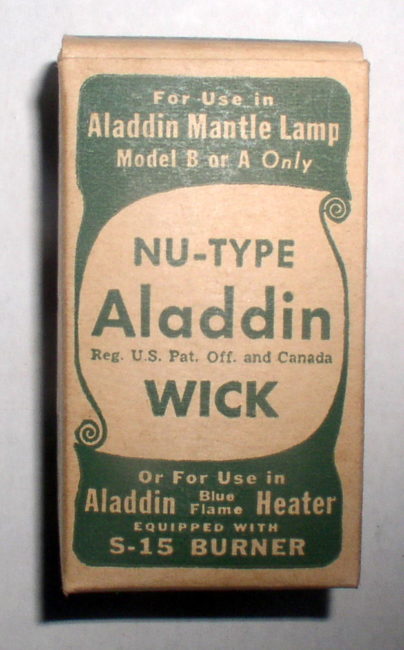 For Use in
Aladdin Mantle Lamp
Model B or A Only
NU-TYPE
Aladdin
Reg. U.S. Pat. Off. and Canada
WICK
Or For Use in
Aladdin Blue Flame Heater
EQUIPPED WITH
S-15 BURNER